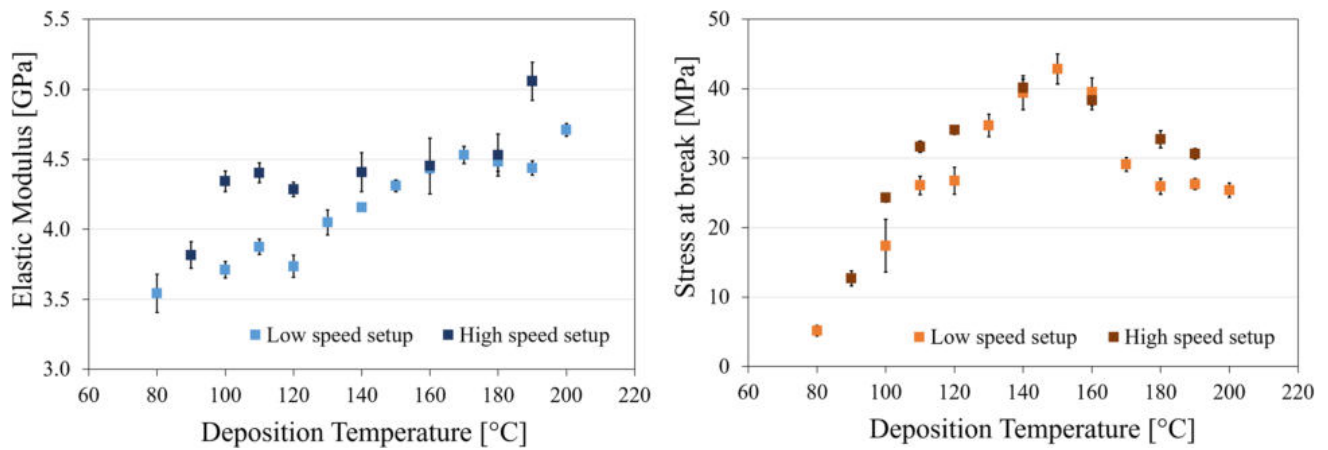 Elastic Modulus [GPa]
5.5
5.0
4.5
4.0
3.5
3.0
Low speed setup
High speed setup
60 80 100 120 140 160 180 200 220
Deposition Temperature [°C]
Stress at break [MPa]
50
40
30
20
10
0
Low speed setup
High speed setup
60 80 100 120 140 160 180 200 220
Deposition Temperature [°C]